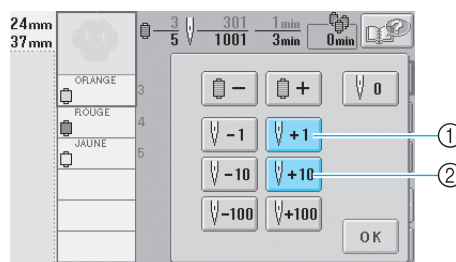 24mm
37mm
3 301 1min
5 1001 3min 0min
ORANGE
3
ROUGE
4
JAUNE
5
− + 0
-1 +1
-10 +10
-100 +100
OK
①
②